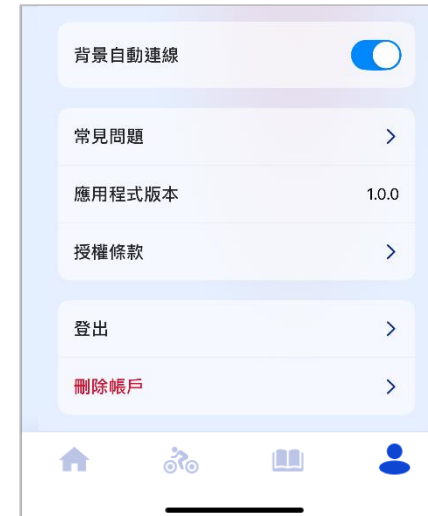 背景自動連線
常見問題
應用程式版本 1.0.0
授權條款
登出
刪除帳戶